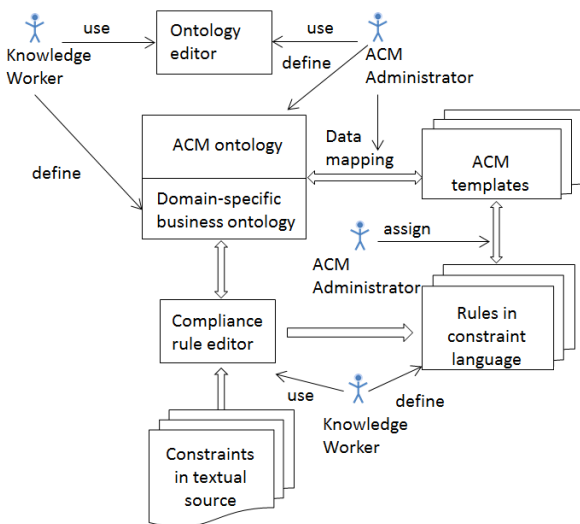 use
use
Ontology
editor
Knowledge
Worker
ACM
Administrator
define
define
ACM ontology
Domain-specific
business ontology
Data
mapping
ACM
templates
assign
ACM
Administrator
Compliance
rule editor
Rules in
constraint
language
use
define
Knowledge
Worker
Constraints
in textual
source